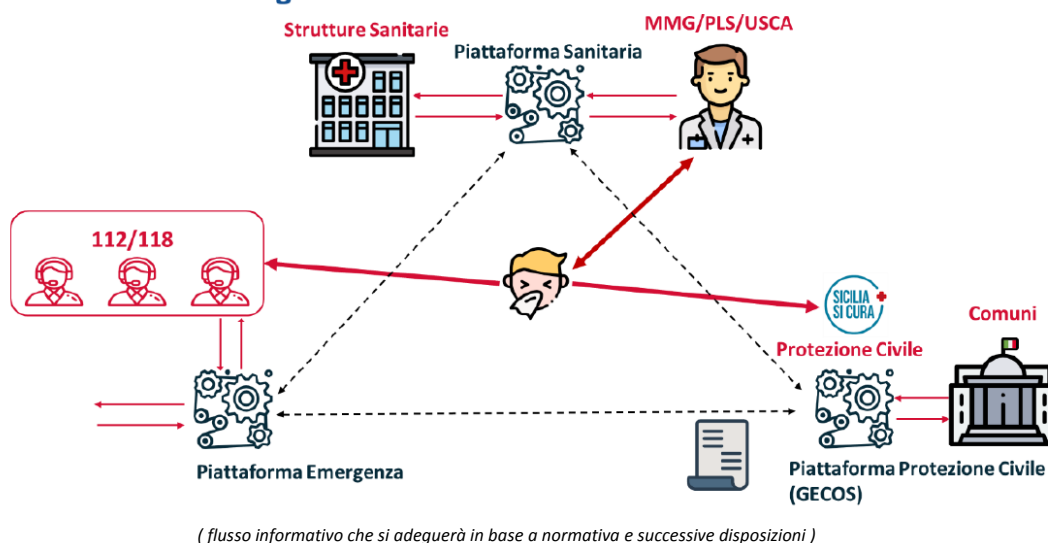 Strutture Sanitarie
MMG/PLS/USCA
Piattaforma Sanitaria
112/118
SICILIA
SI CURA
Comuni
Protezione Civile
Piattaforma Emergenza
Piattaforma Protezione Civile
(GECOS)
( flusso informativo che si adeguerà in base a normativa e successive disposizioni )